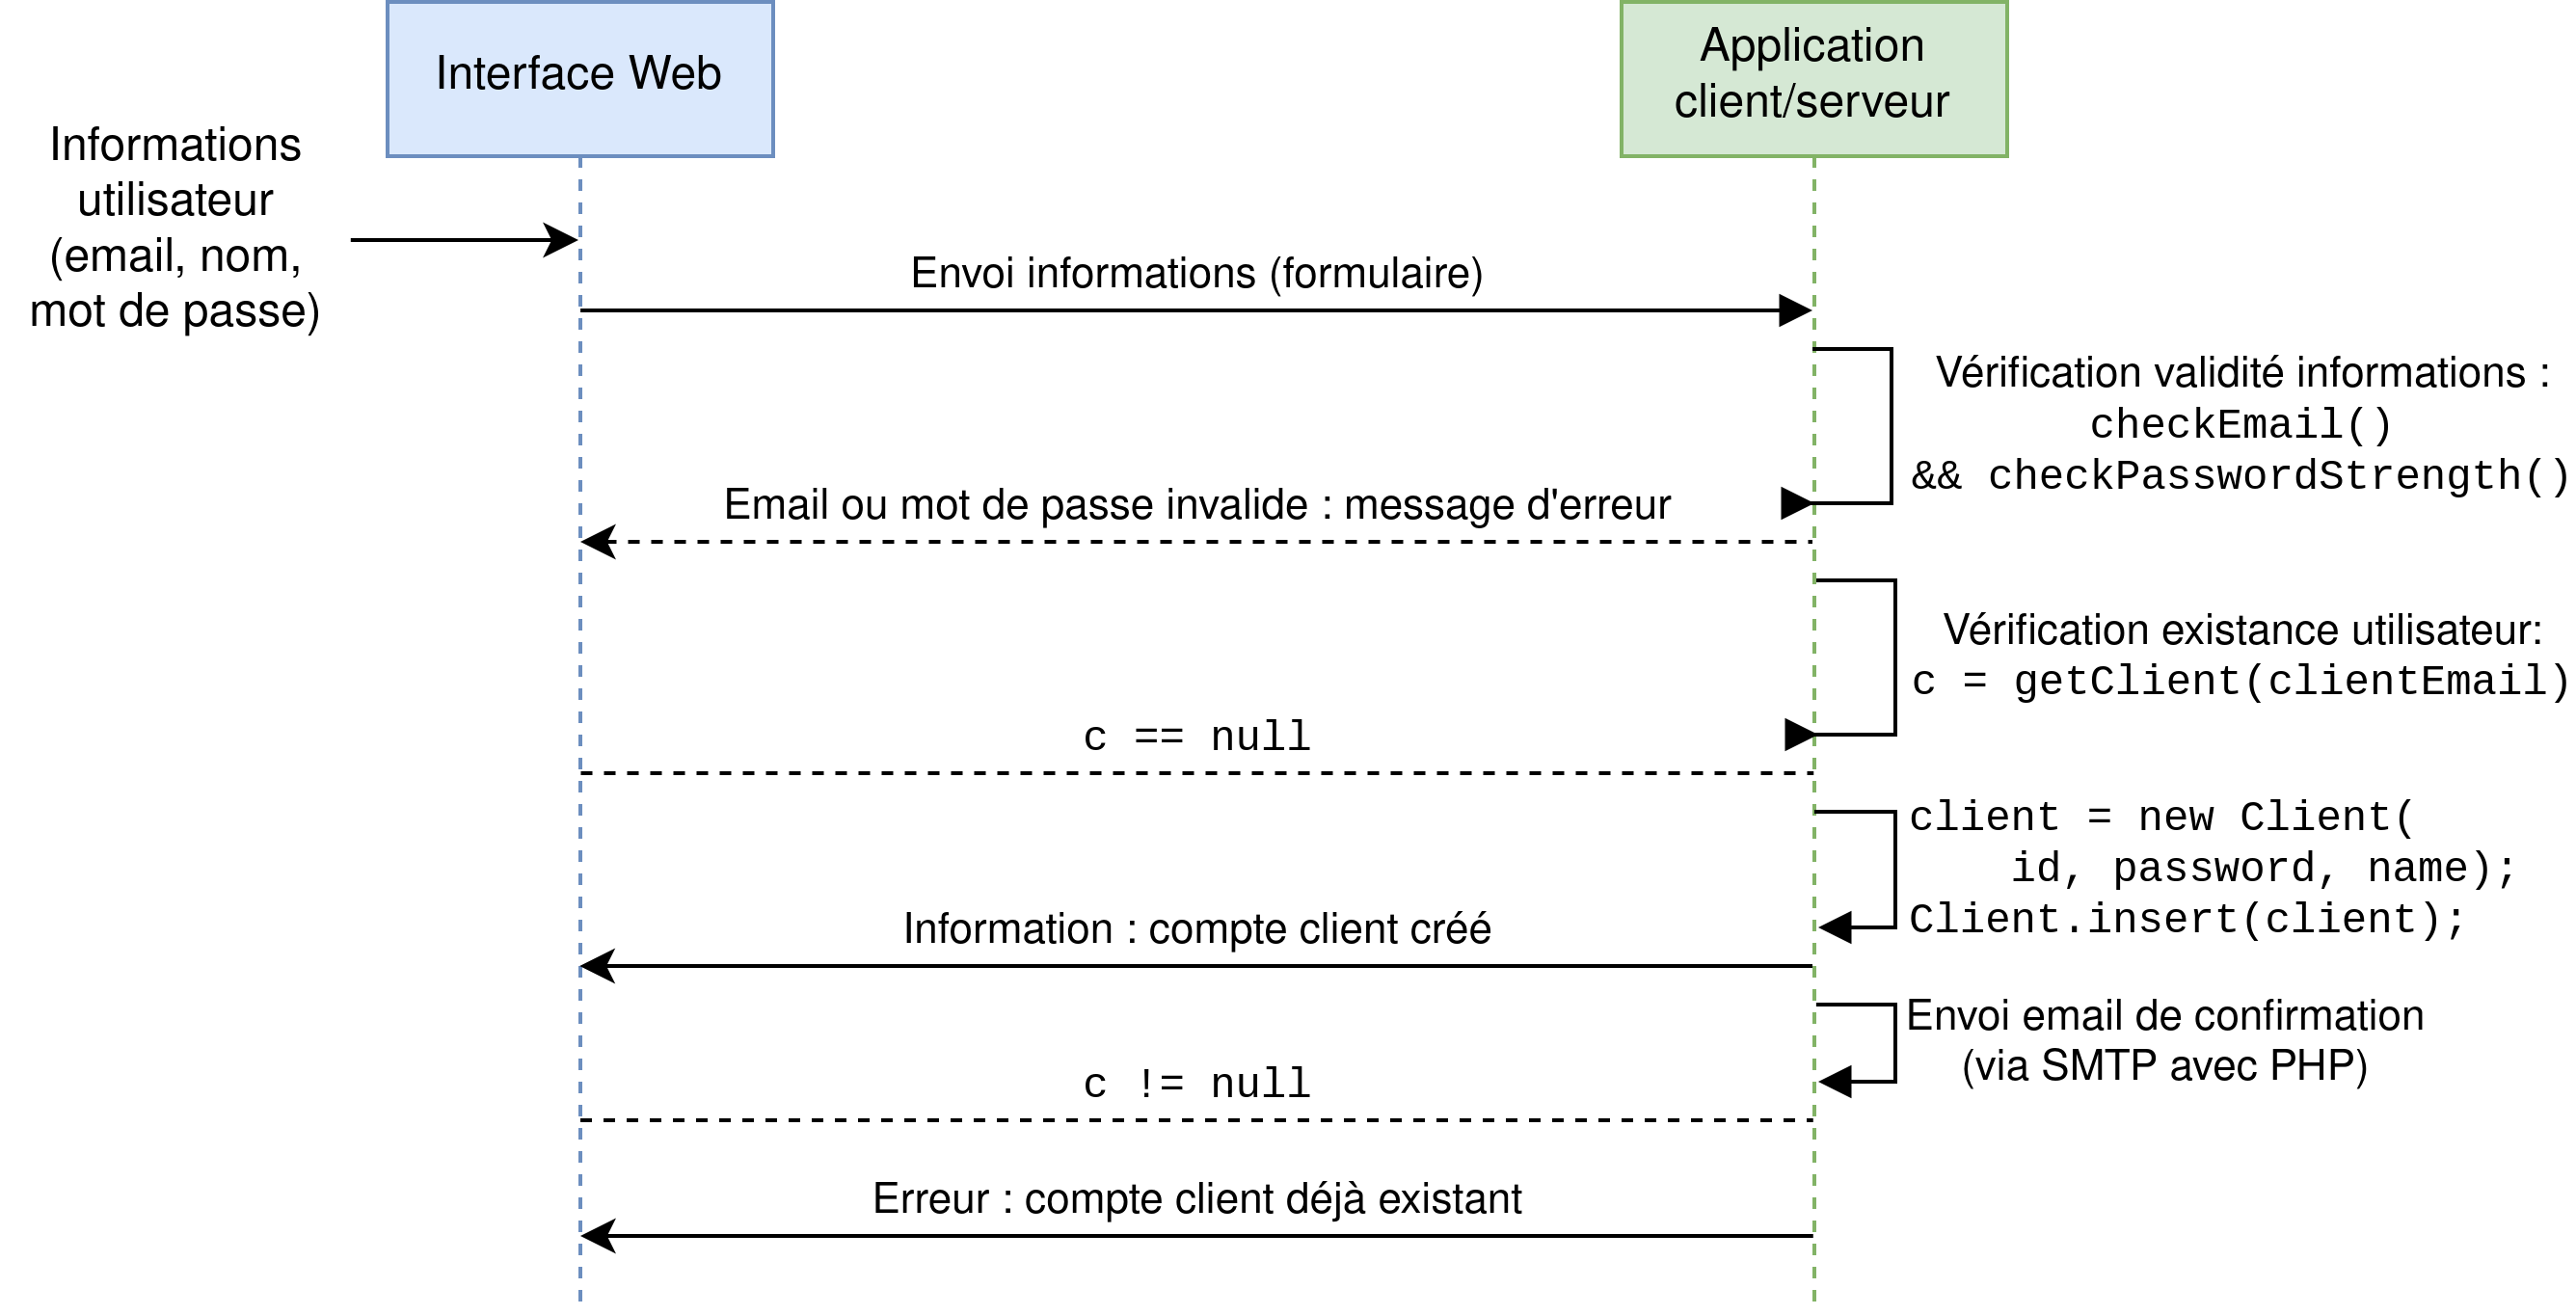 Interface Web
Application
client/serveur
Informations
utilisateur
(email, nom,
mot de passe)
Envoi informations (formulaire)
Vérification validité informations :
checkEmail()
&& checkPasswordStrength()
Email ou mot de passe invalide : message d'erreur
Vérification existance utilisateur:
c = getClient(clientEmail)
c == null
client = new Client(
id, password, name);
Client.insert(client);
Information : compte client créé
Envoi email de confirmation
(via SMTP avec PHP)
c != null
Erreur : compte client déjà existant